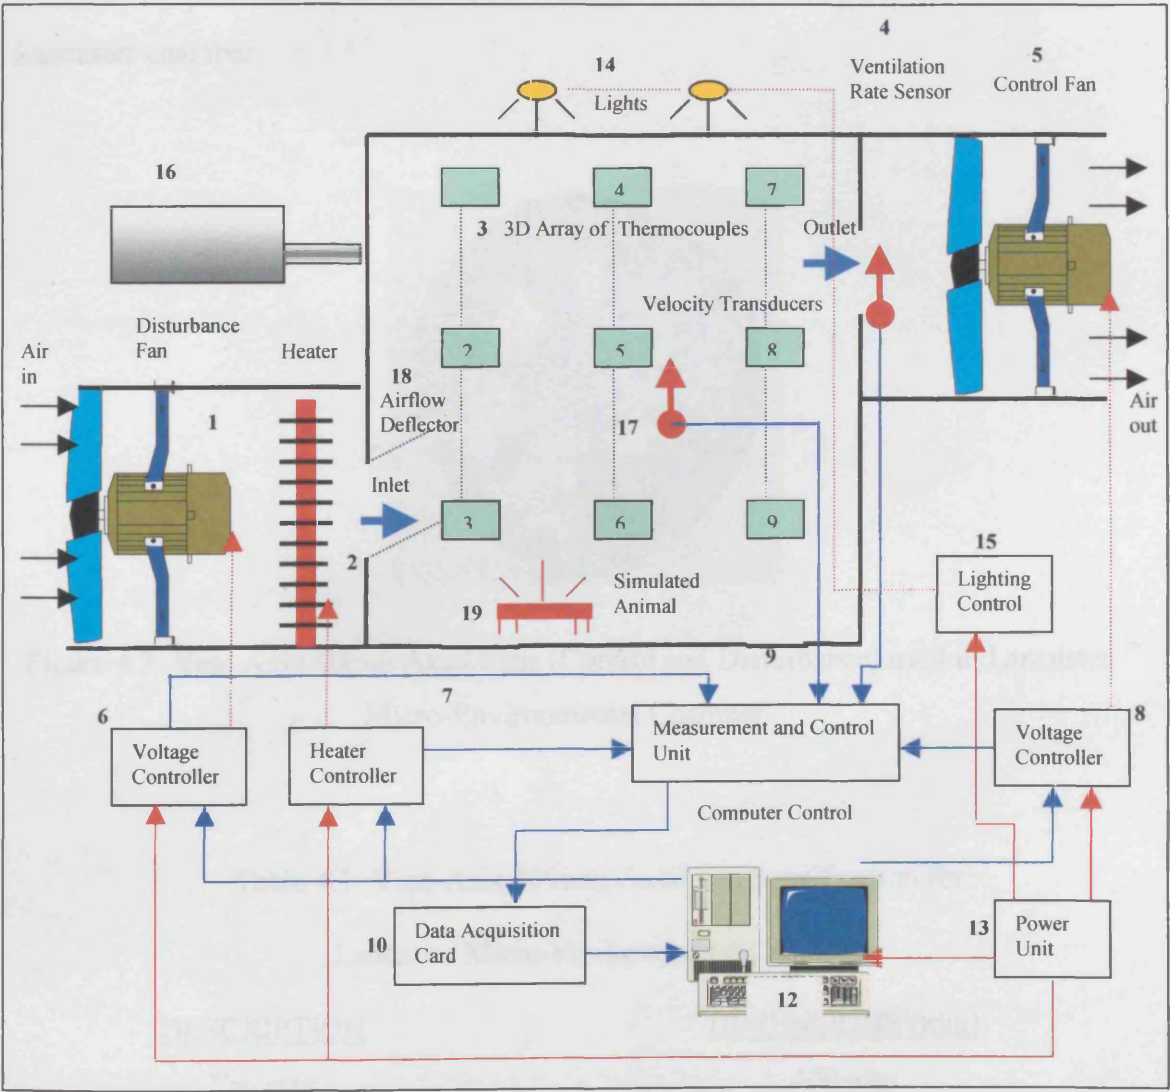 Lancaster chamber
4
5
14
Ventilation
Rate Sensor
Control Fan
Lights
16
4
7
3 3D Array of Thermocouples
Outlet
Velocity Transducers
Disturbance
Fan
Heater
Air
in
2
5
8
18
Airflow
Deflector
1
17
Air
out
Inlet
3
6
9
2
15
Simulated
Animal
19
Lighting
Control
9
7
6
8
Voltage
Controller
Heater
Controller
Measurement and Control
Unit
Voltage
Controller
Computer Control
10
Data Acquisition
Card
13
Power
Unit
12
DESCRIPTION